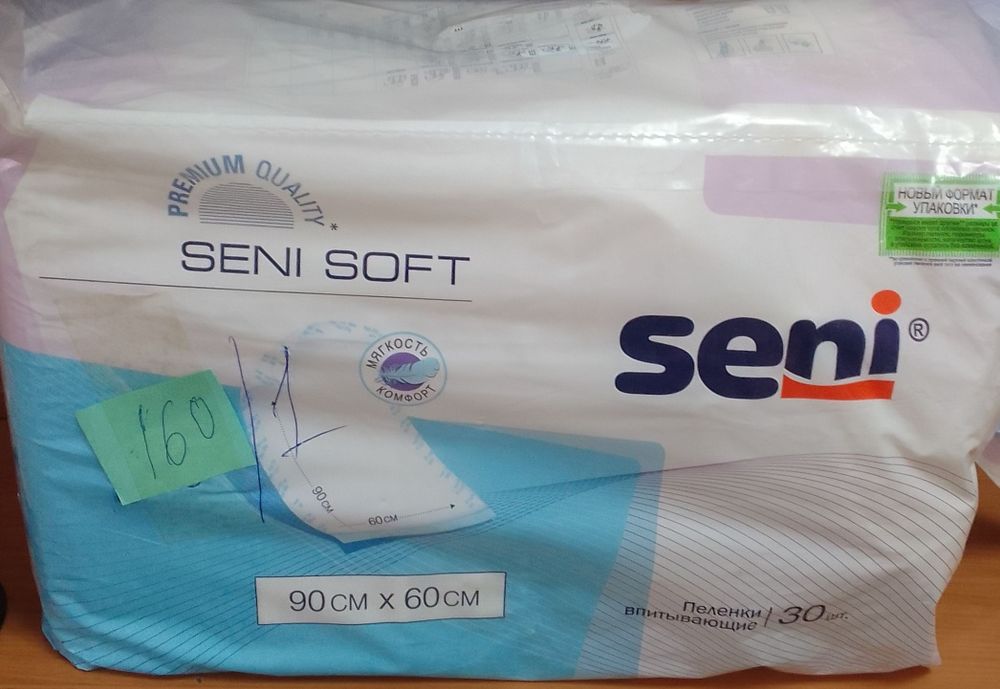 PREMIUM QUALITY*
SENI SOFT
НОВЫЙ ФОРМАТ
УПАКОВКИ*
seni®
МЯГКОСТЬ
КОМФОРТ
160
90 СМ
60 СМ
90 СМ x 60 СМ
Пеленки
впитывающие
30 шт.